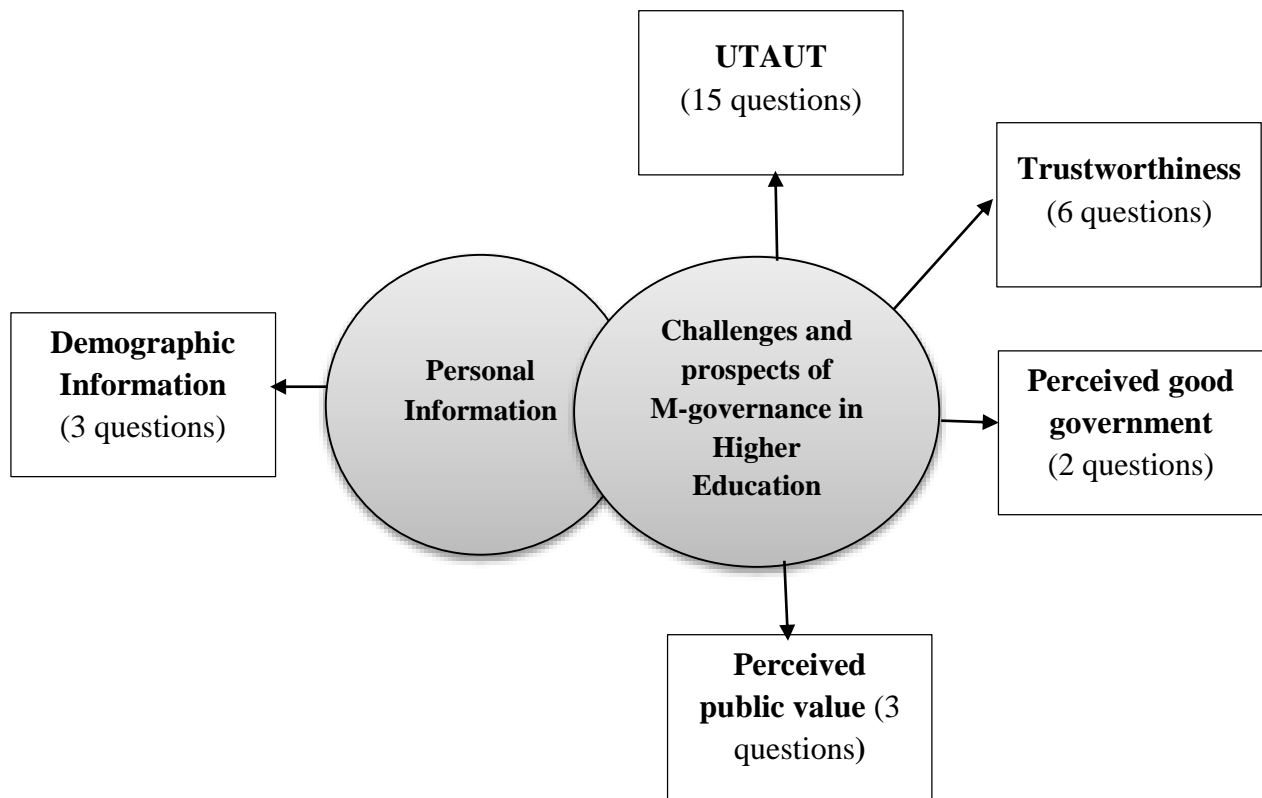 UTAUT
(15 questions)
Trustworthiness
(6 questions)
Demographic
Information
(3 questions)
Personal
Information
Challenges and
prospects of
M-governance in
Higher
Education
Perceived good
government
(2 questions)
Perceived
public value (3
questions)